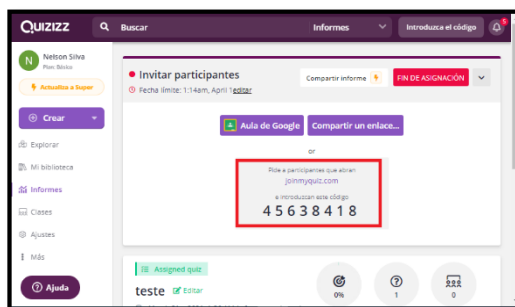 QUIZIZZ
Buscar
Informes
Introduzca el código
5
N
Nelson Silva
Plan Básico
Actualiza a Super
Crear
Explorar
Mi biblioteca
Informes
Clases
Ajustes
Más
Ayuda
Invitar participantes
Fecha límite: 1:14am, April 1editar
Compartir informe
FIN DE ASIGNACIÓN
Aula de Google
Compartir un enlace...
or
Pide a participantes que abran
joinmyquiz.com
e introduzcan este código
45638418
Assigned quiz
teste Editar
0%
1
0